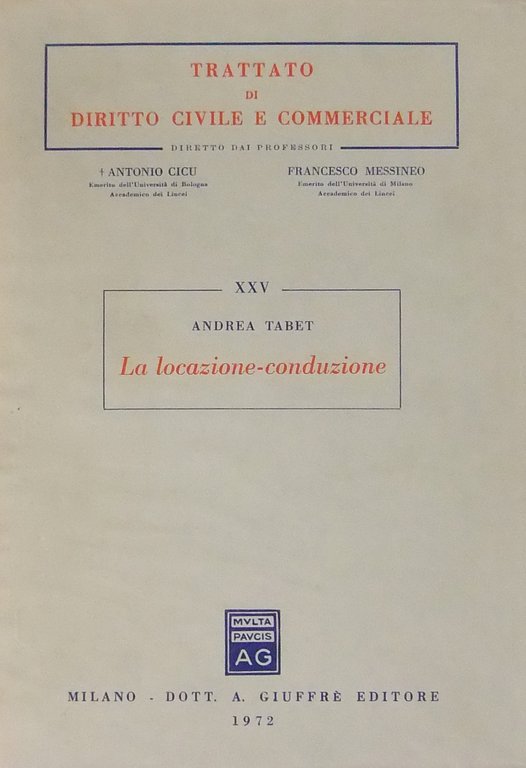 TRATTATO
DI
DIRITTO CIVILE E COMMERCIALE
DIRETTO DAI PROFESSORI
† ANTONIO CICU
Emerito dell'Università di Bologna
Accademico dei Lincei
FRANCESCO MESSINEO
Emerito dell'Università di Milano
Accademico dei Lincei
XXV
ANDREA TABET
La locazione-conduzione
MVLTA
PAVCIS
AG
MILANO - DOTT. A. GIUFFRÈ EDITORE
1972